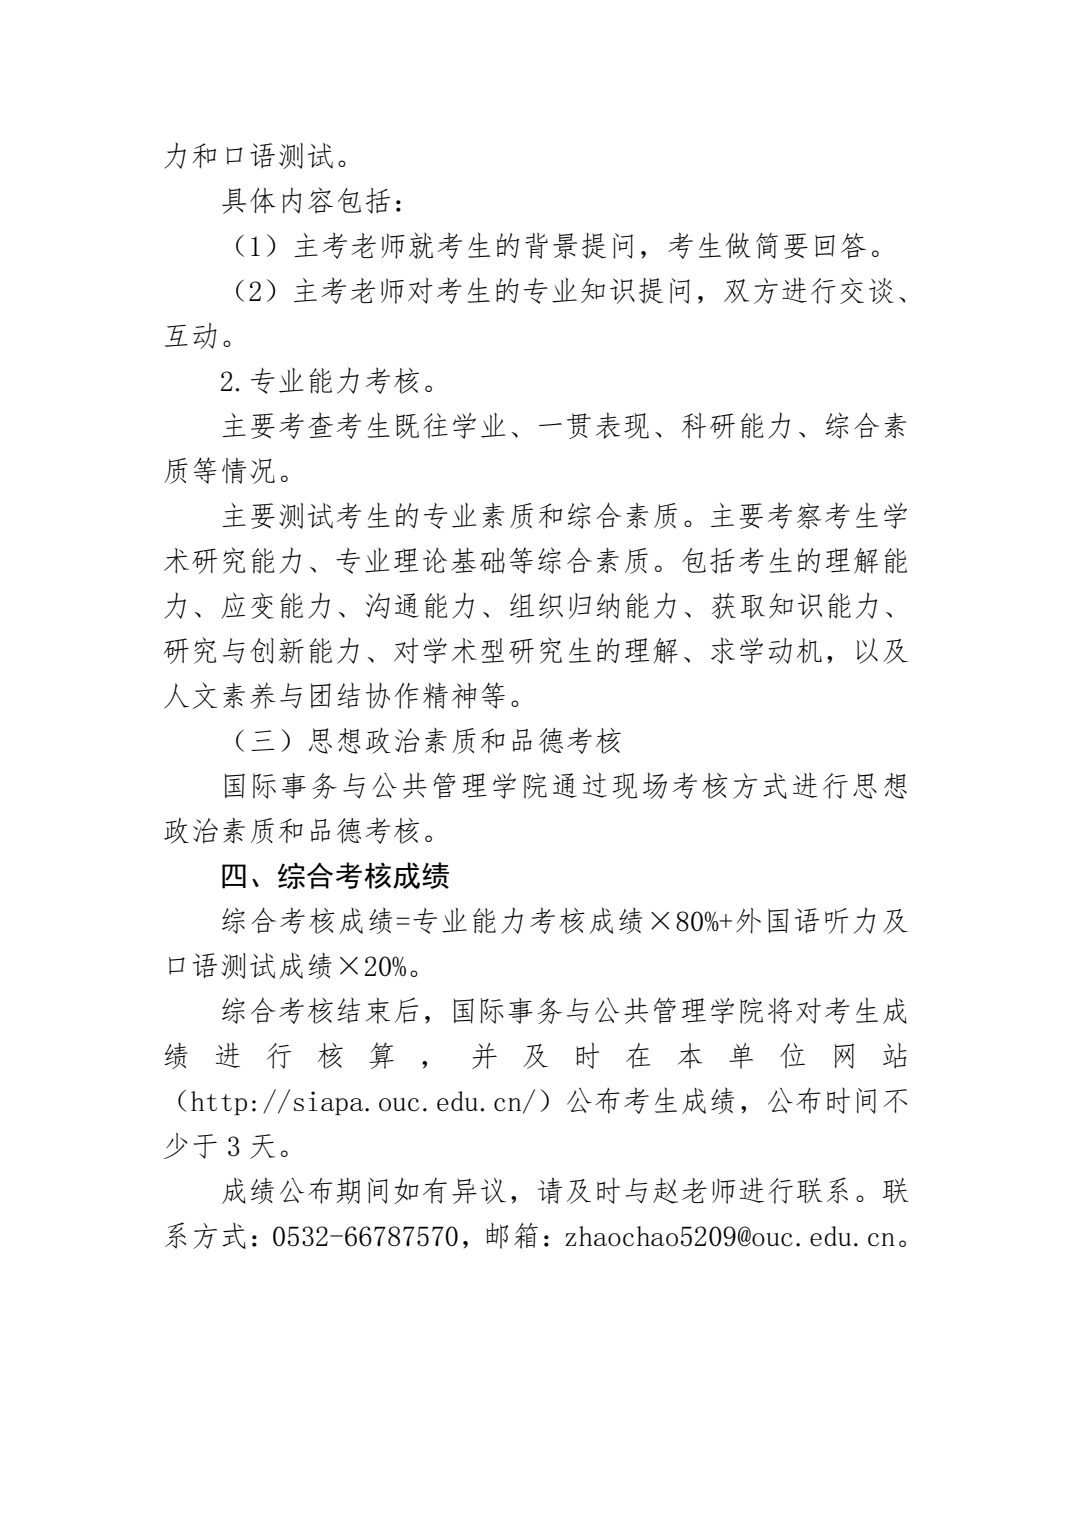 力和口语测试。
具体内容包括：
（1）主考老师就考生的背景提问，考生做简要回答。
（2）主考老师对考生的专业知识提问，双方进行交谈、
互动。
2.专业能力考核。
主要考查考生既往学业、一贯表现、科研能力、综合素
质等情况。
主要测试考生的专业素质和综合素质。主要考察考生学
术研究能力、专业理论基础等综合素质。包括考生的理解能
力、应变能力、沟通能力、组织归纳能力、获取知识能力、
研究与创新能力、对学术型研究生的理解、求学动机，以及
人文素养与团结协作精神等。
（三）思想政治素质和品德考核
国际事务与公共管理学院通过现场考核方式进行思想
政治素质和品德考核。
四、综合考核成绩
综合考核成绩=专业能力考核成绩×80%+外国语听力及
口语测试成绩×20%。
综合考核结束后，国际事务与公共管理学院将对考生成
绩进行核算，并及时在本单位网站
（http://siapa.ouc.edu.cn/）公布考生成绩，公布时间不
少于 3 天。
成绩公布期间如有异议，请及时与赵老师进行联系。联
系方式：0532-66787570，邮箱：zhaochao5209@ouc.edu.cn。